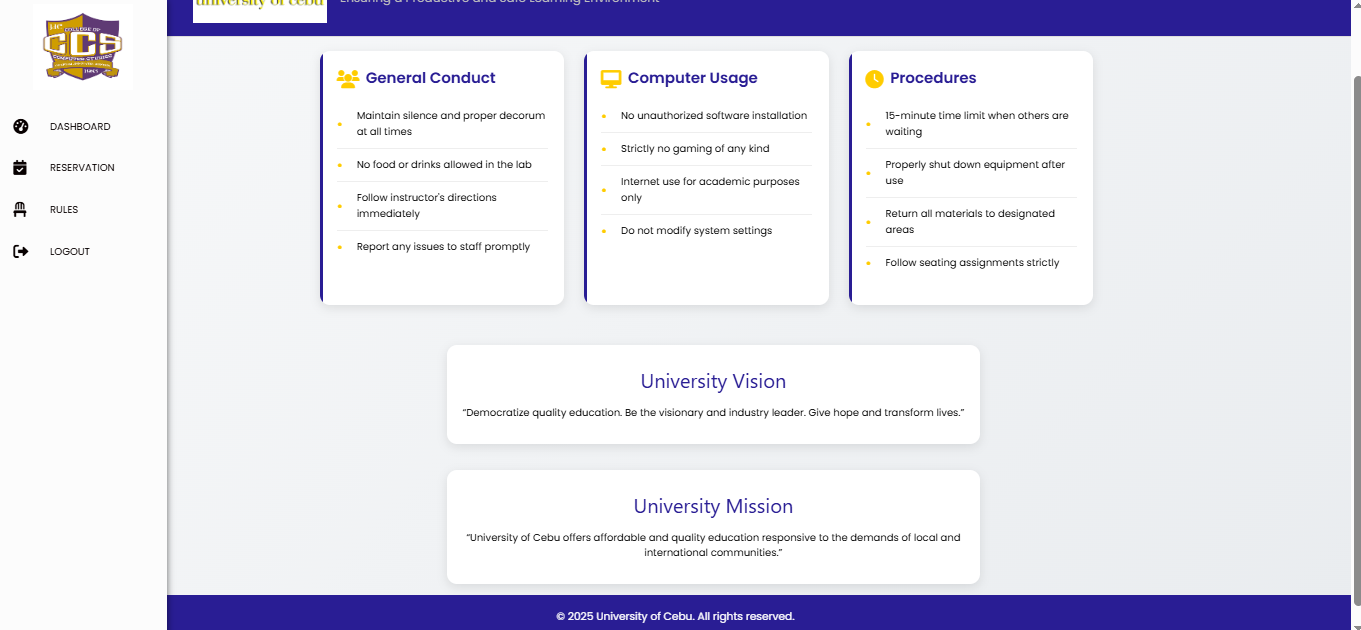 university of cebu
Ensuring a Productive and Safe Learning Environment
UC
COLLEGE OF
CCS
COMPUTER STUDIES
1983
DASHBOARD
RESERVATION
RULES
LOGOUT
General Conduct
Maintain silence and proper decorum
at all times
No food or drinks allowed in the lab
Follow instructor's directions
immediately
Report any issues to staff promptly
Computer Usage
No unauthorized software installation
Strictly no gaming of any kind
Internet use for academic purposes
only
Do not modify system settings
Procedures
15-minute time limit when others are
waiting
Properly shut down equipment after
use
Return all materials to designated
areas
Follow seating assignments strictly
University Vision
“Democratize quality education. Be the visionary and industry leader. Give hope and transform lives.”
University Mission
“University of Cebu offers affordable and quality education responsive to the demands of local and
international communities.”
© 2025 University of Cebu. All rights reserved.